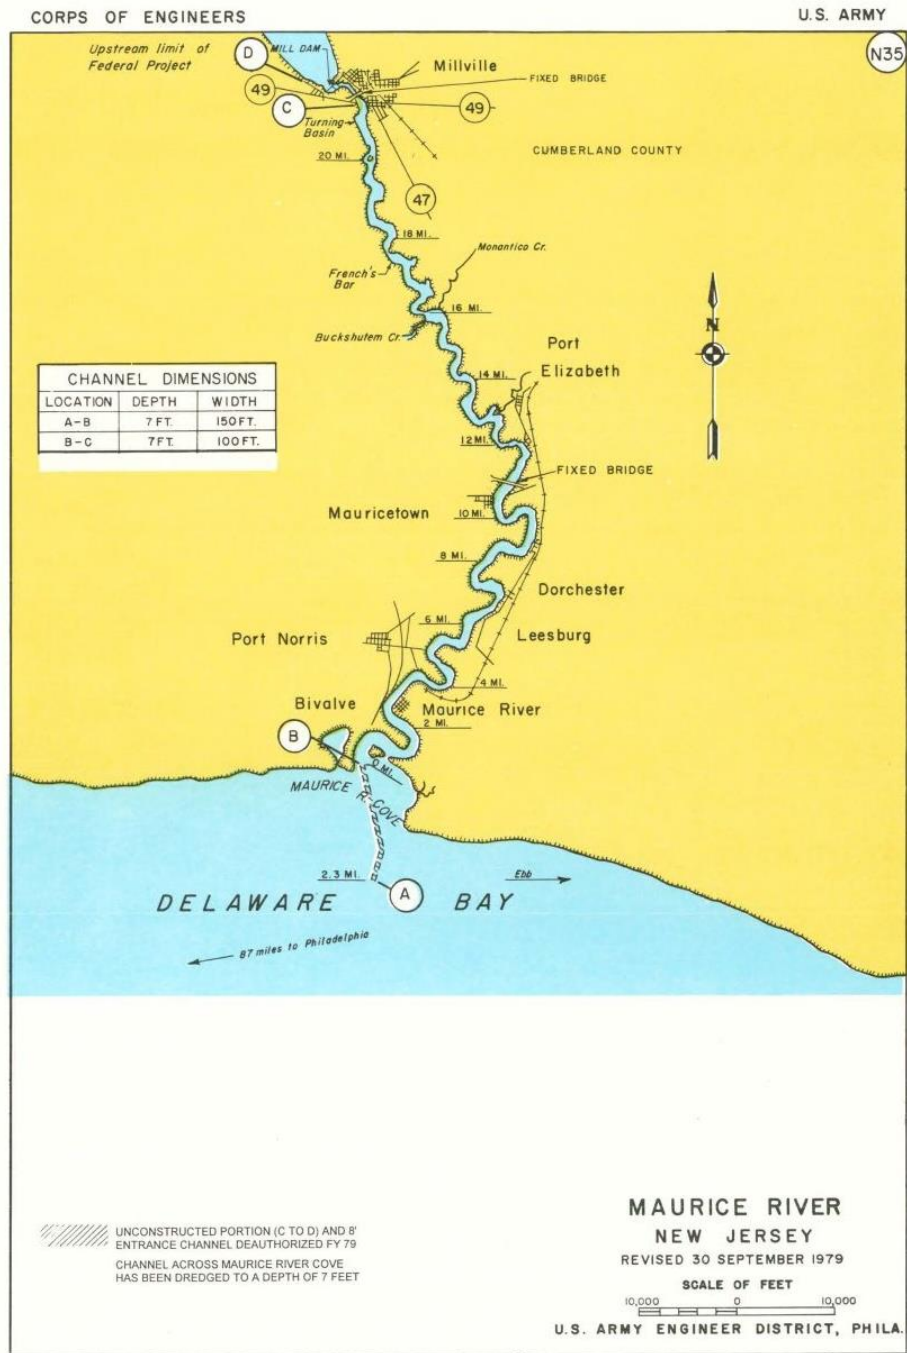 CORPS OF ENGINEERS
U.S. ARMY
N35
Upstream limit of
Federal Project
D
MILL DAM
Millville
FIXED BRIDGE
49
C
49
Turning
Basin
20 MI.
CUMBERLAND COUNTY
47
18 MI.
Monantico Cr.
French's
Bar
16 MI.
Buckshutem Cr.
N
Port
Elizabeth
14 MI.
CHANNEL DIMENSIONS
LOCATION DEPTH WIDTH
A-B 7 FT. 150 FT.
B-C 7 FT. 100 FT.
12 MI.
FIXED BRIDGE
Mauricetown
10 MI.
8 MI.
Dorchester
6 MI.
Leesburg
Port Norris
4 MI.
Bivalve
Maurice River
2 MI.
B
0 MI.
MAURICE R. COVE
2.3 MI.
A
Ebb
DELAWARE BAY
87 miles to Philadelphia
UNCONSTRUCTED PORTION (C TO D) AND 8'
ENTRANCE CHANNEL DEAUTHORIZED FY 79
CHANNEL ACROSS MAURICE RIVER COVE
HAS BEEN DREDGED TO A DEPTH OF 7 FEET
MAURICE RIVER
NEW JERSEY
REVISED 30 SEPTEMBER 1979
SCALE OF FEET
10,000 0 10,000
U.S. ARMY ENGINEER DISTRICT, PHILA.